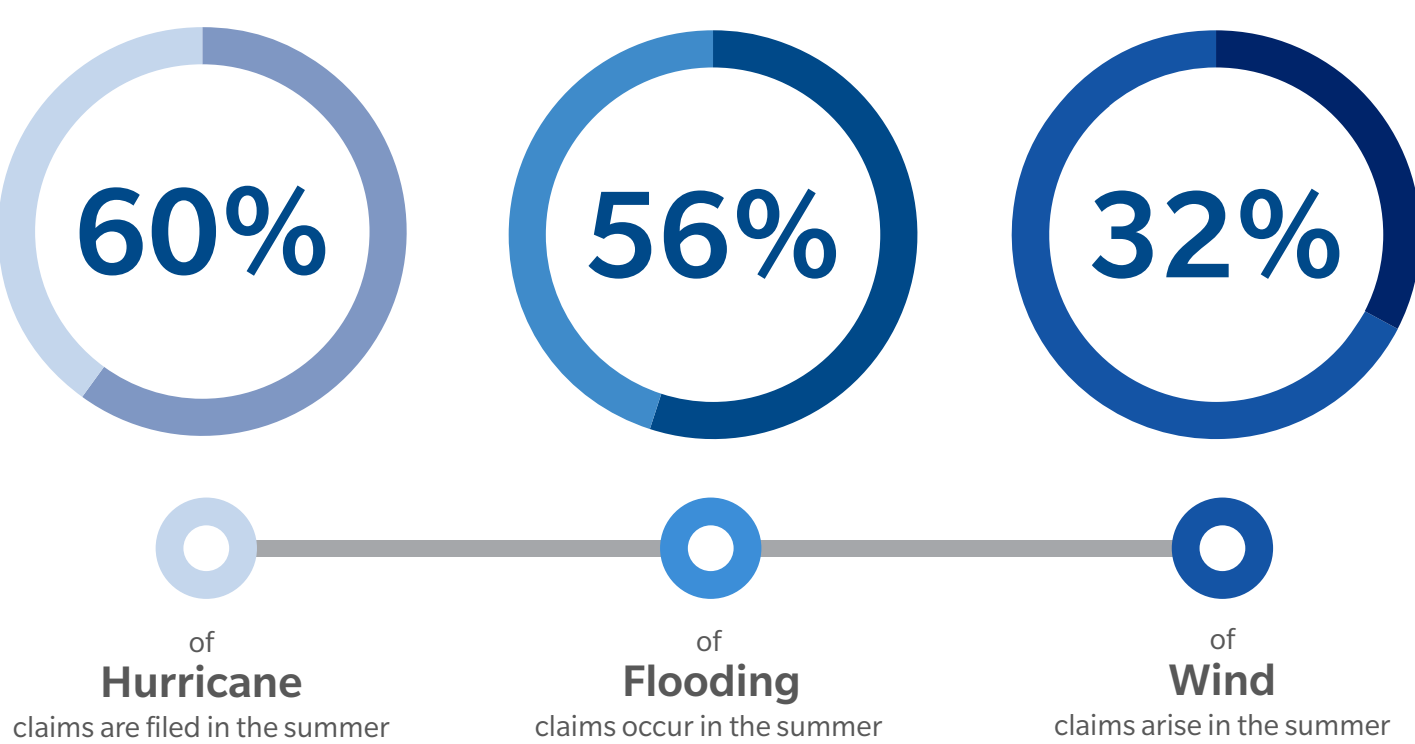 60%
56%
32%
of
Hurricane
claims are filed in the summer
of
Flooding
claims occur in the summer
of
Wind
claims arise in the summer